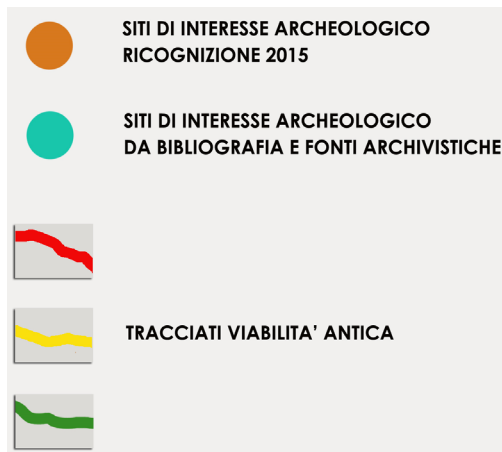 SITI DI INTERESSE ARCHEOLOGICO
RICOGNIZIONE 2015
SITI DI INTERESSE ARCHEOLOGICO
DA BIBLIOGRAFIA E FONTI ARCHIVISTICHE
TRACCIATI VIABILITA’ ANTICA